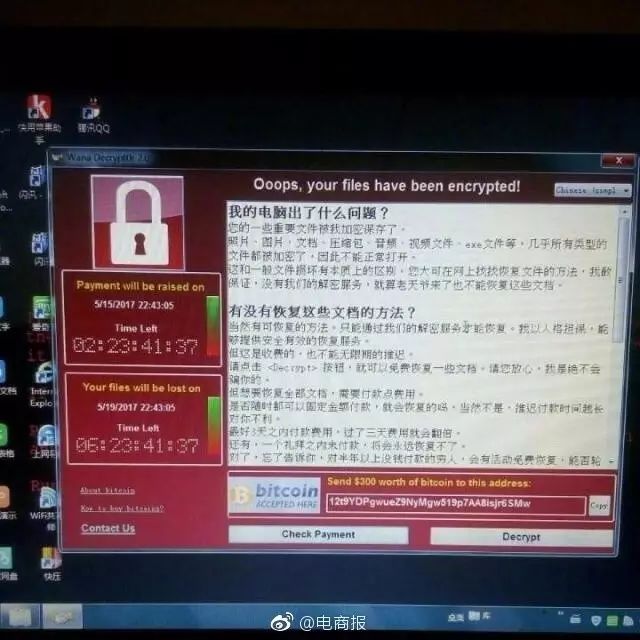 快用苹果助手
腾讯QQ
Wana Decrypt0r 2.0
Ooops, your files have been encrypted!
Chinese (simpl
我的电脑出了什么问题？
您的一些重要文件被我加密保存了。
照片、图片、文档、压缩包、音频、视频文件、exe文件等，几乎所有类型的
文件都被加密了，因此不能正常打开。
这和一般文件损坏有本质上的区别。您大可在网上找找恢复文件的方法，我敢
保证，没有我们的解密服务，就算老天爷来了也不能恢复这些文档。
有没有恢复这些文档的方法？
当然有可恢复的方法。只能通过我们的解密服务才能恢复。我以人格担保，能
够提供安全有效的恢复服务。
但这是收费的，也不能无限期的推迟。
请点击 <Decrypt> 按钮，就可以免费恢复一些文档。请您放心，我是绝不会
骗你的。
但想要恢复全部文档，需要付款点费用。
是否随时都可以固定金额付款，就会恢复的吗，当然不是，推迟付款时间越长
对你不利。
最好3天之内付款费用，过了三天费用就会翻倍。
还有，一个礼拜之内未付款，将会永远恢复不了。
对了，忘了告诉你，对半年以上没钱付款的穷人，会有活动免费恢复，能否轮
Payment will be raised on
5/15/2017 22:43:05
Time Left
02:23:41:37
Your files will be lost on
5/19/2017 22:43:05
Time Left
06:23:41:37
About bitcoin
How to buy bitcoins?
Contact Us
bitcoin
ACCEPTED HERE
Send $300 worth of bitcoin to this address:
12t9YDPgwueZ9NyMgw519p7AA8isjr6SMw
Copy
Check Payment
Decrypt
快压
@电商报